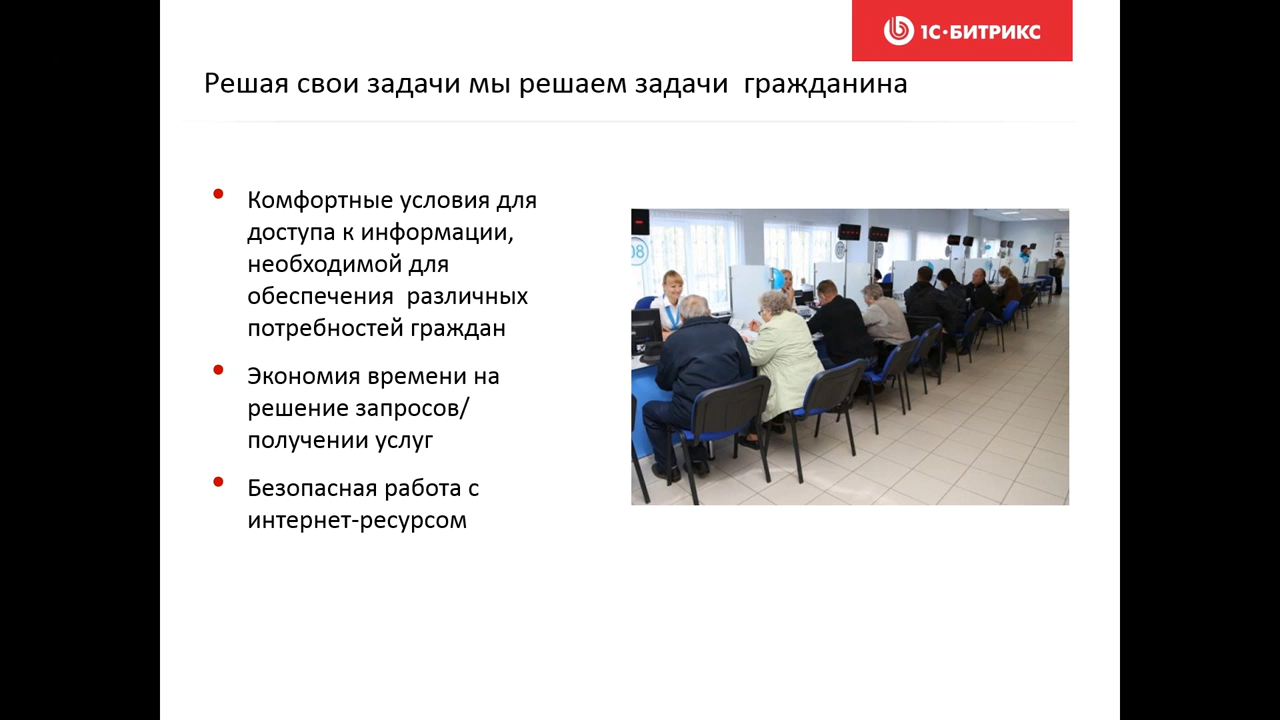 1С-БИТРИКС
Решая свои задачи мы решаем задачи  гражданина
Комфортные условия для
доступа к информации,
необходимой для
обеспечения  различных
потребностей граждан
Экономия времени на
решение запросов/
получении услуг
Безопасная работа с
интернет-ресурсом
08